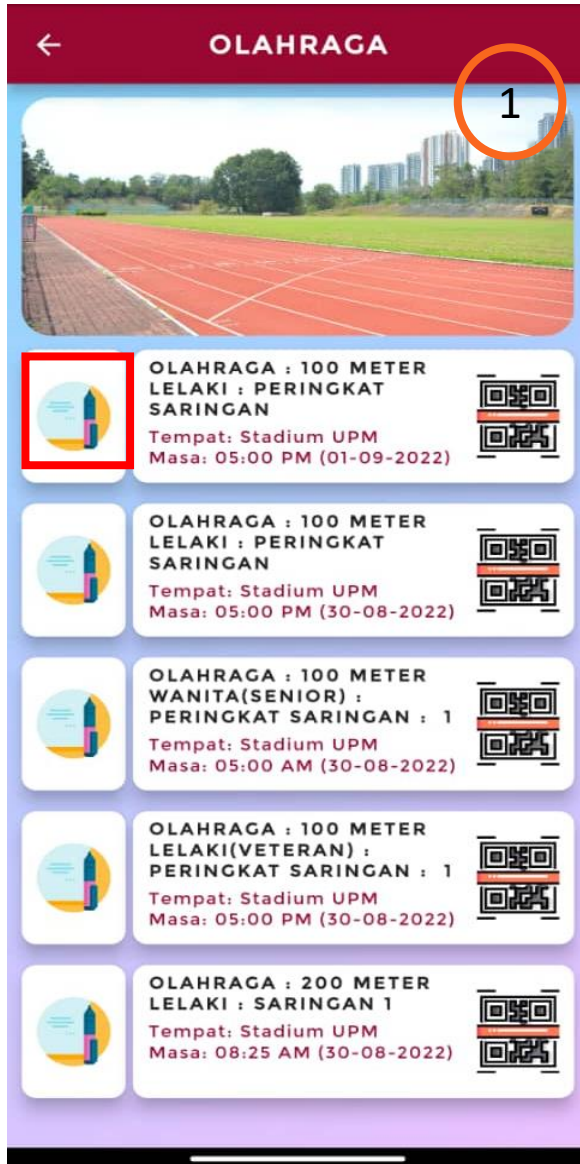 OLAHRAGA
1
OLAHRAGA : 100 METER
LELAKI : PERINGKAT
SARINGAN
Tempat: Stadium UPM
Masa: 05:00 PM (01-09-2022)
OLAHRAGA : 100 METER
LELAKI : PERINGKAT
SARINGAN
Tempat: Stadium UPM
Masa: 05:00 PM (30-08-2022)
OLAHRAGA : 100 METER
WANITA(SENIOR) :
PERINGKAT SARINGAN : 1
Tempat: Stadium UPM
Masa: 05:00 AM (30-08-2022)
OLAHRAGA : 100 METER
LELAKI(VETERAN) :
PERINGKAT SARINGAN : 1
Tempat: Stadium UPM
Masa: 05:00 PM (30-08-2022)
OLAHRAGA : 200 METER
LELAKI : SARINGAN 1
Tempat: Stadium UPM
Masa: 08:25 AM (30-08-2022)